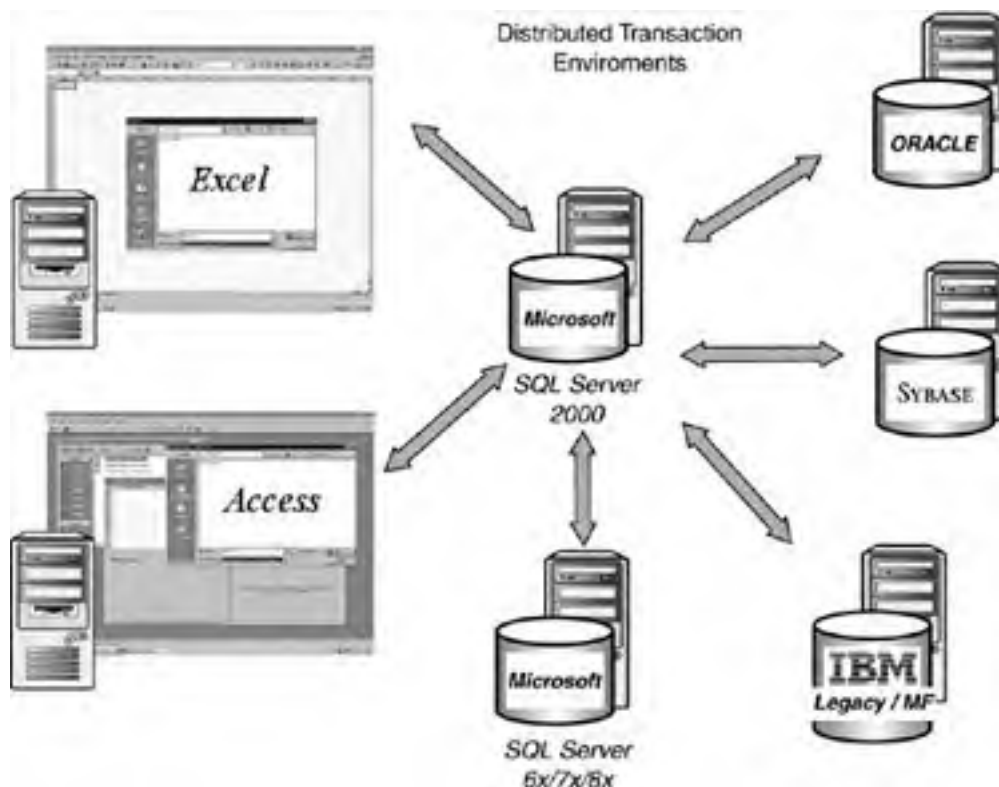 Distributed Transaction
Enviroments
Excel
ORACLE
Microsoft
SQL Server
2000
SYBASE
Access
Microsoft
SQL Server
6x/7x/8x
IBM
Legacy / MF